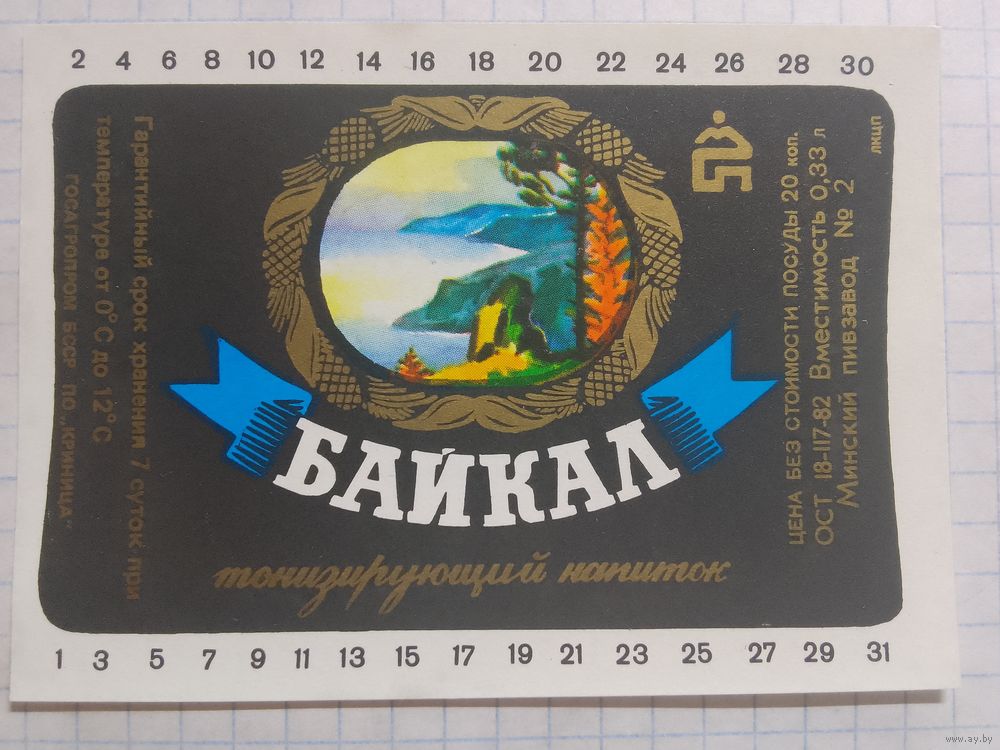 2 4 6 8 10 12 14 16 18 20 22 24 26 28 30
Гарантийный срок хранения 7 суток при
температуре от 0°С до 12°С
ГОСАГРОПРОМ БССР ПО „КРИНИЦА"
БАЙКАЛ
тонизирующий напиток
ЦЕНА БЕЗ СТОИМОСТИ ПОСУДЫ 20 коп.
ОСТ 18-117-82 Вместимость 0,33 л
Минский пивзавод № 2
ЛКЦП
1 3 5 7 9 11 13 15 17 19 21 23 25 27 29 31
www.ay.by